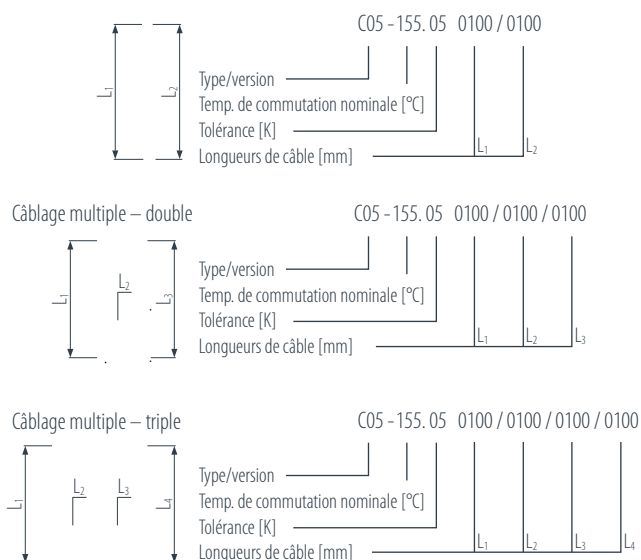 C05 - 155. 05 0100 / 0100
L₁
L₂
Type/version
Temp. de commutation nominale [°C]
Tolérance [K]
Longueurs de câble [mm]
L₁ L₂
Câblage multiple – double
C05 - 155. 05 0100 / 0100 / 0100
L₁
L₂
L₃
Type/version
Temp. de commutation nominale [°C]
Tolérance [K]
Longueurs de câble [mm]
L₁ L₂ L₃
Câblage multiple – triple
C05 - 155. 05 0100 / 0100 / 0100 / 0100
L₁
L₂
L₃
L₄
Type/version
Temp. de commutation nominale [°C]
Tolérance [K]
Longueurs de câble [mm]
L₁ L₂ L₃ L₄